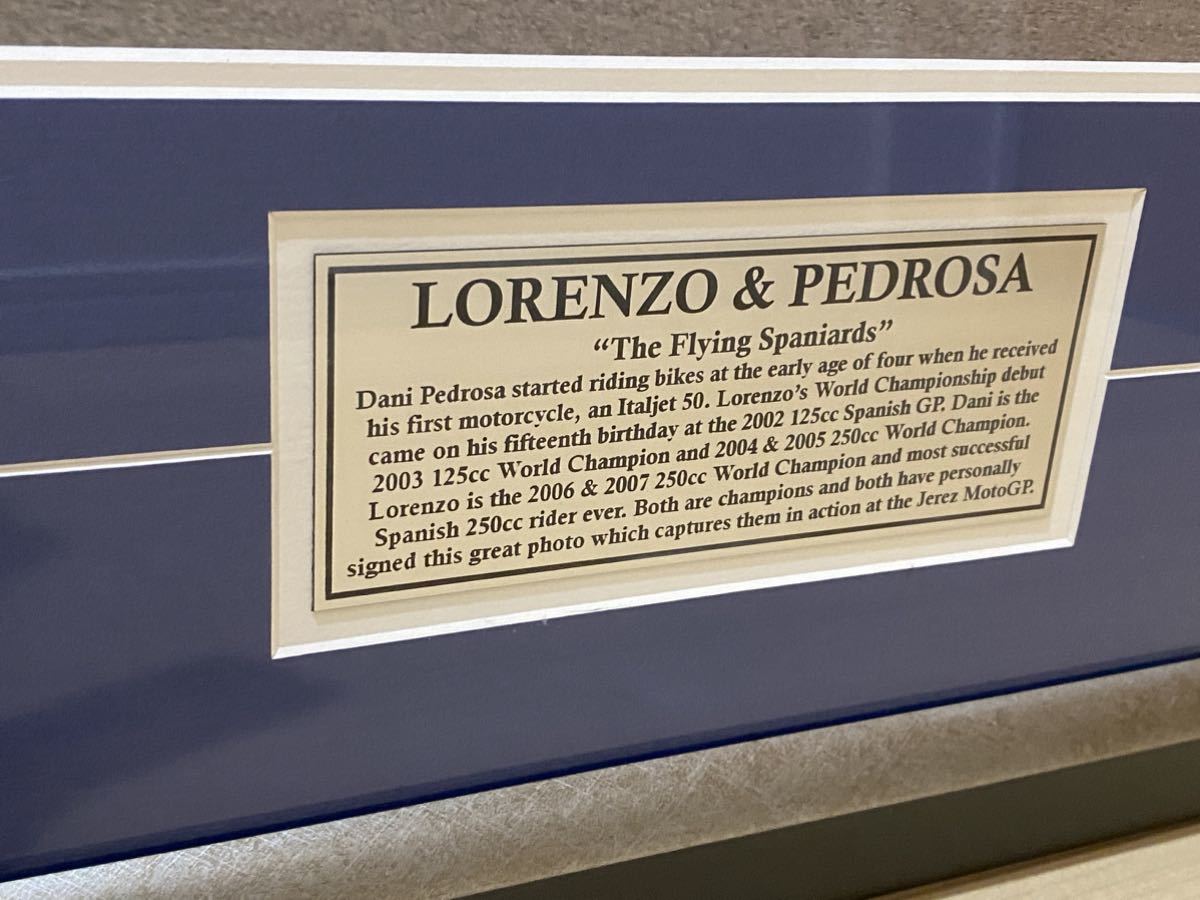 LORENZO & PEDROSA
“The Flying Spaniards”
Dani Pedrosa started riding bikes at the early age of four when he received
his first motorcycle, an Italjet 50. Lorenzo’s World Championship debut
came on his fifteenth birthday at the 2002 125cc Spanish GP. Dani is the
2003 125cc World Champion and 2004 & 2005 250cc World Champion.
Lorenzo is the 2006 & 2007 250cc World Champion and most successful
Spanish 250cc rider ever. Both are champions and both have personally
signed this great photo which captures them in action at the Jerez MotoGP.